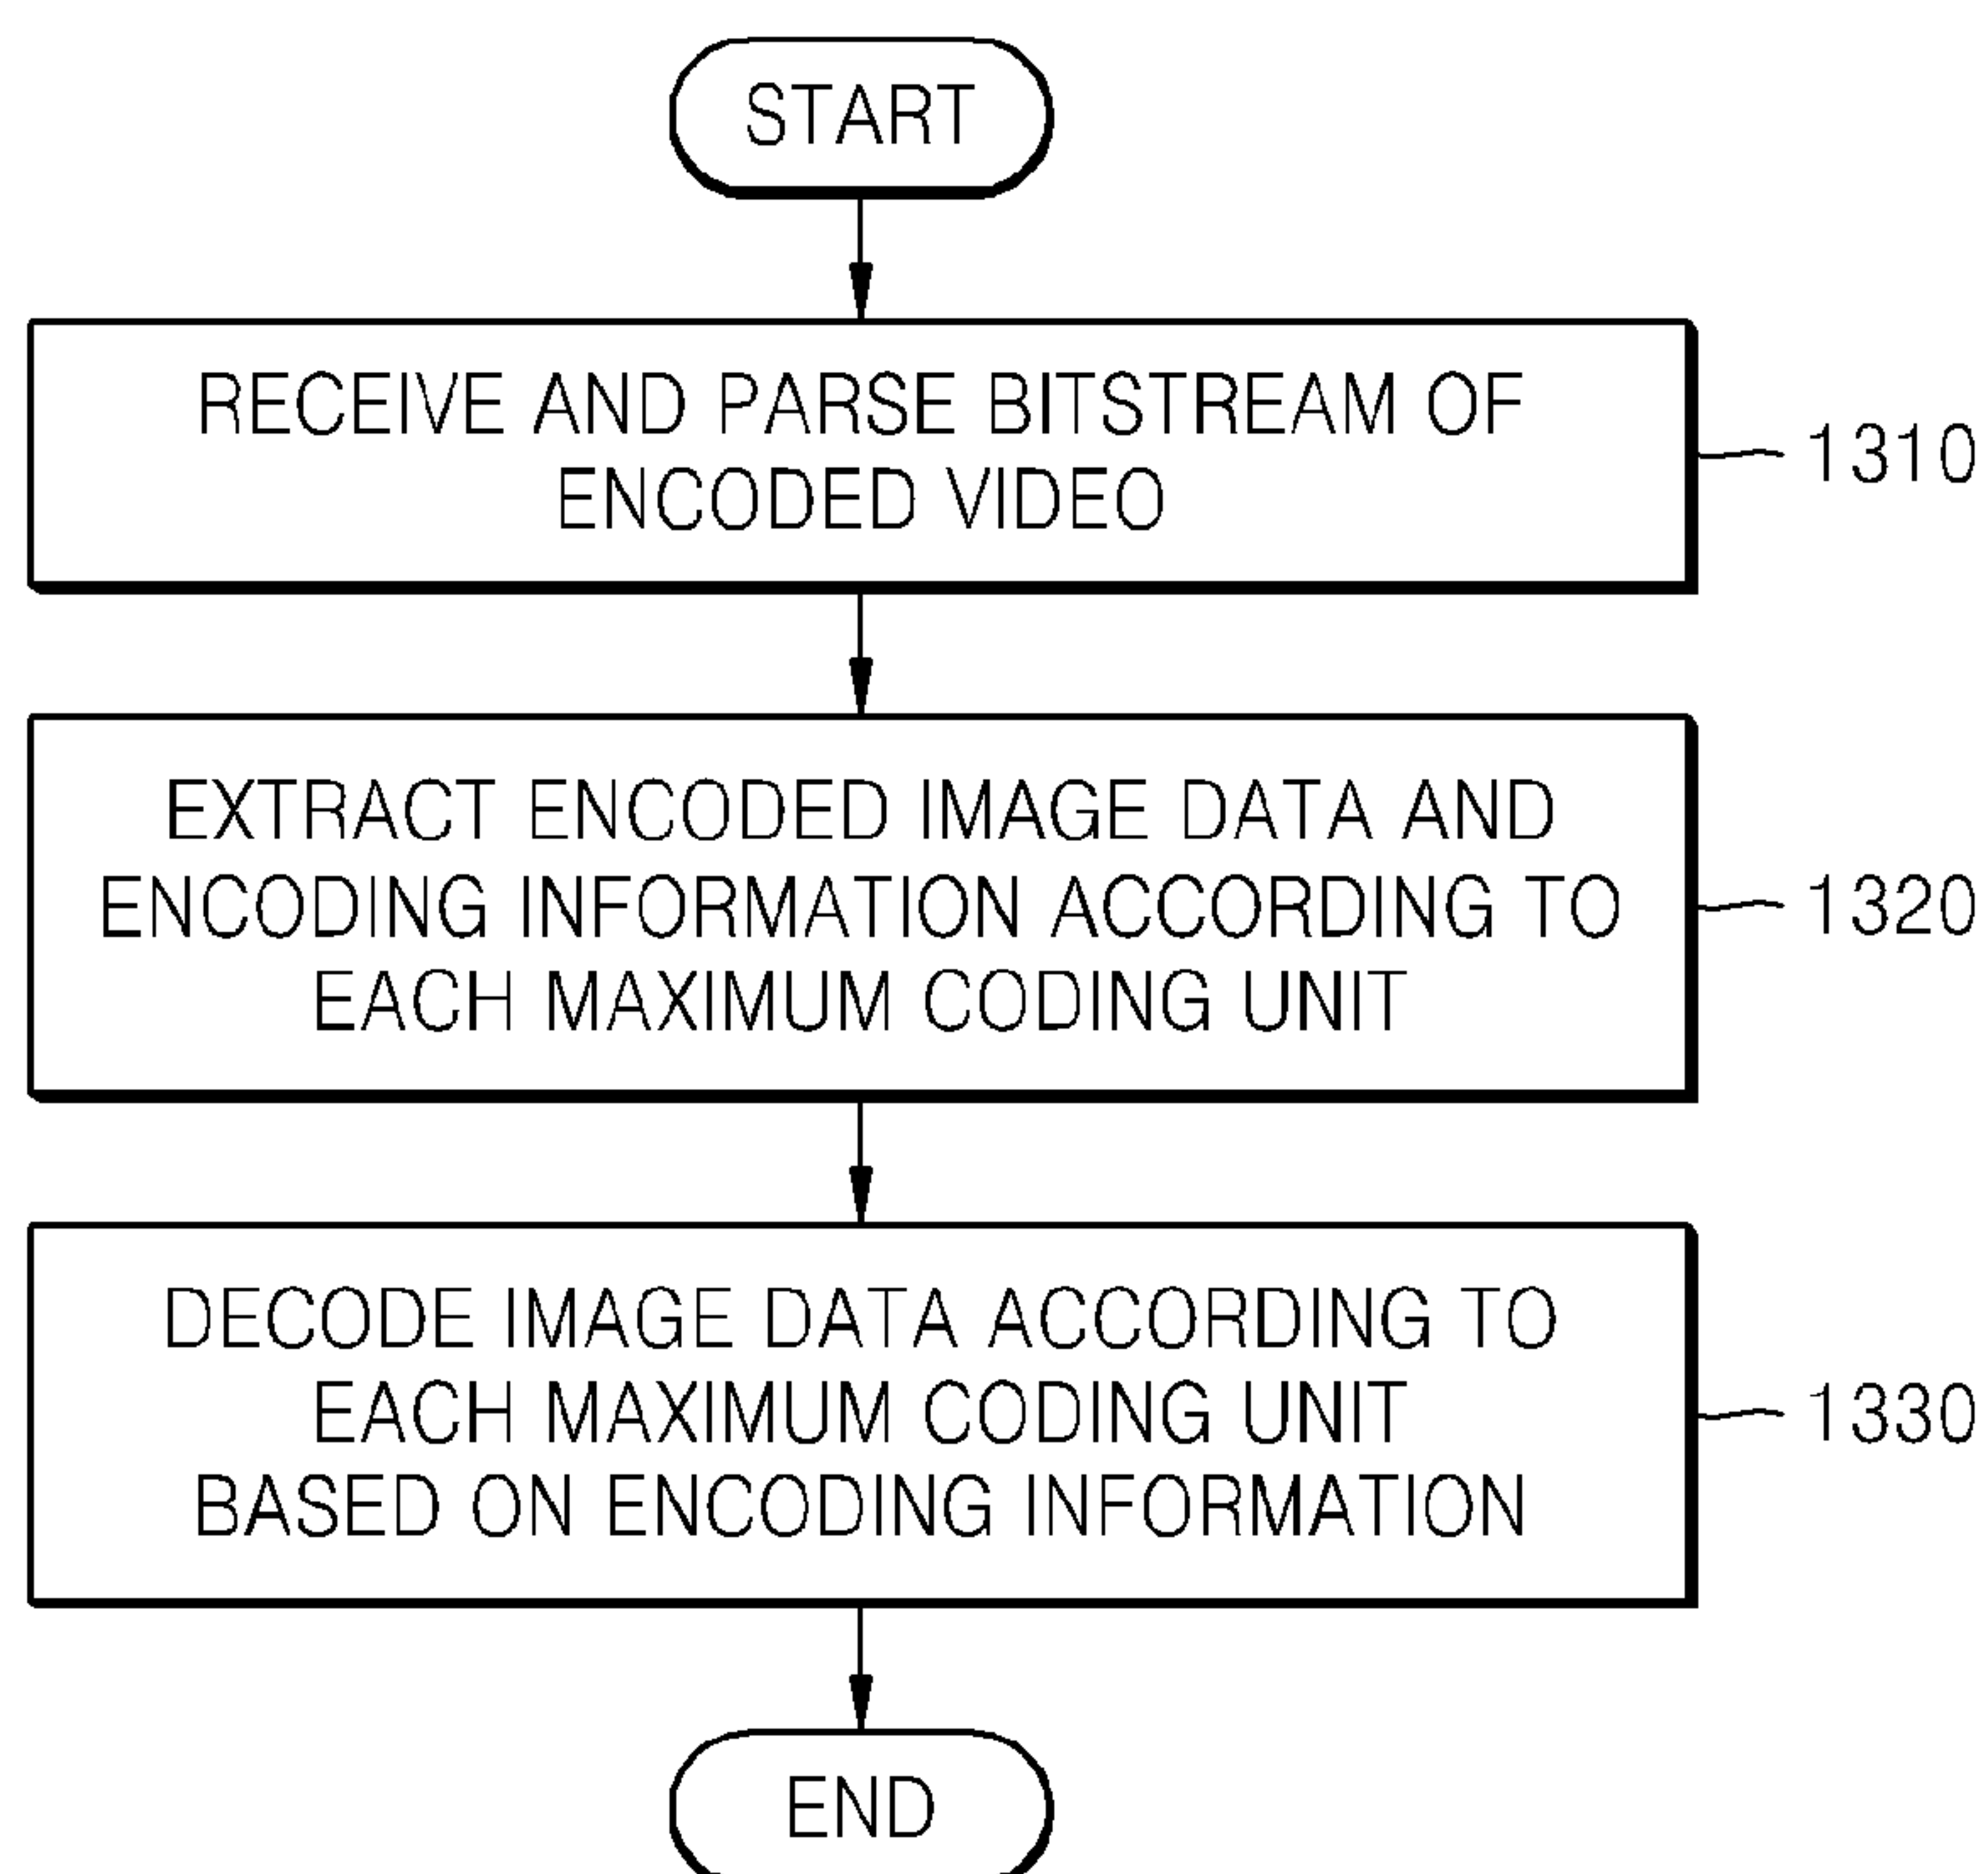 START
RECEIVE AND PARSE BITSTREAM OF
ENCODED VIDEO
1310
EXTRACT ENCODED IMAGE DATA AND
ENCODING INFORMATION ACCORDING TO
EACH MAXIMUM CODING UNIT
1320
DECODE IMAGE DATA ACCORDING TO
EACH MAXIMUM CODING UNIT
BASED ON ENCODING INFORMATION
1330
END